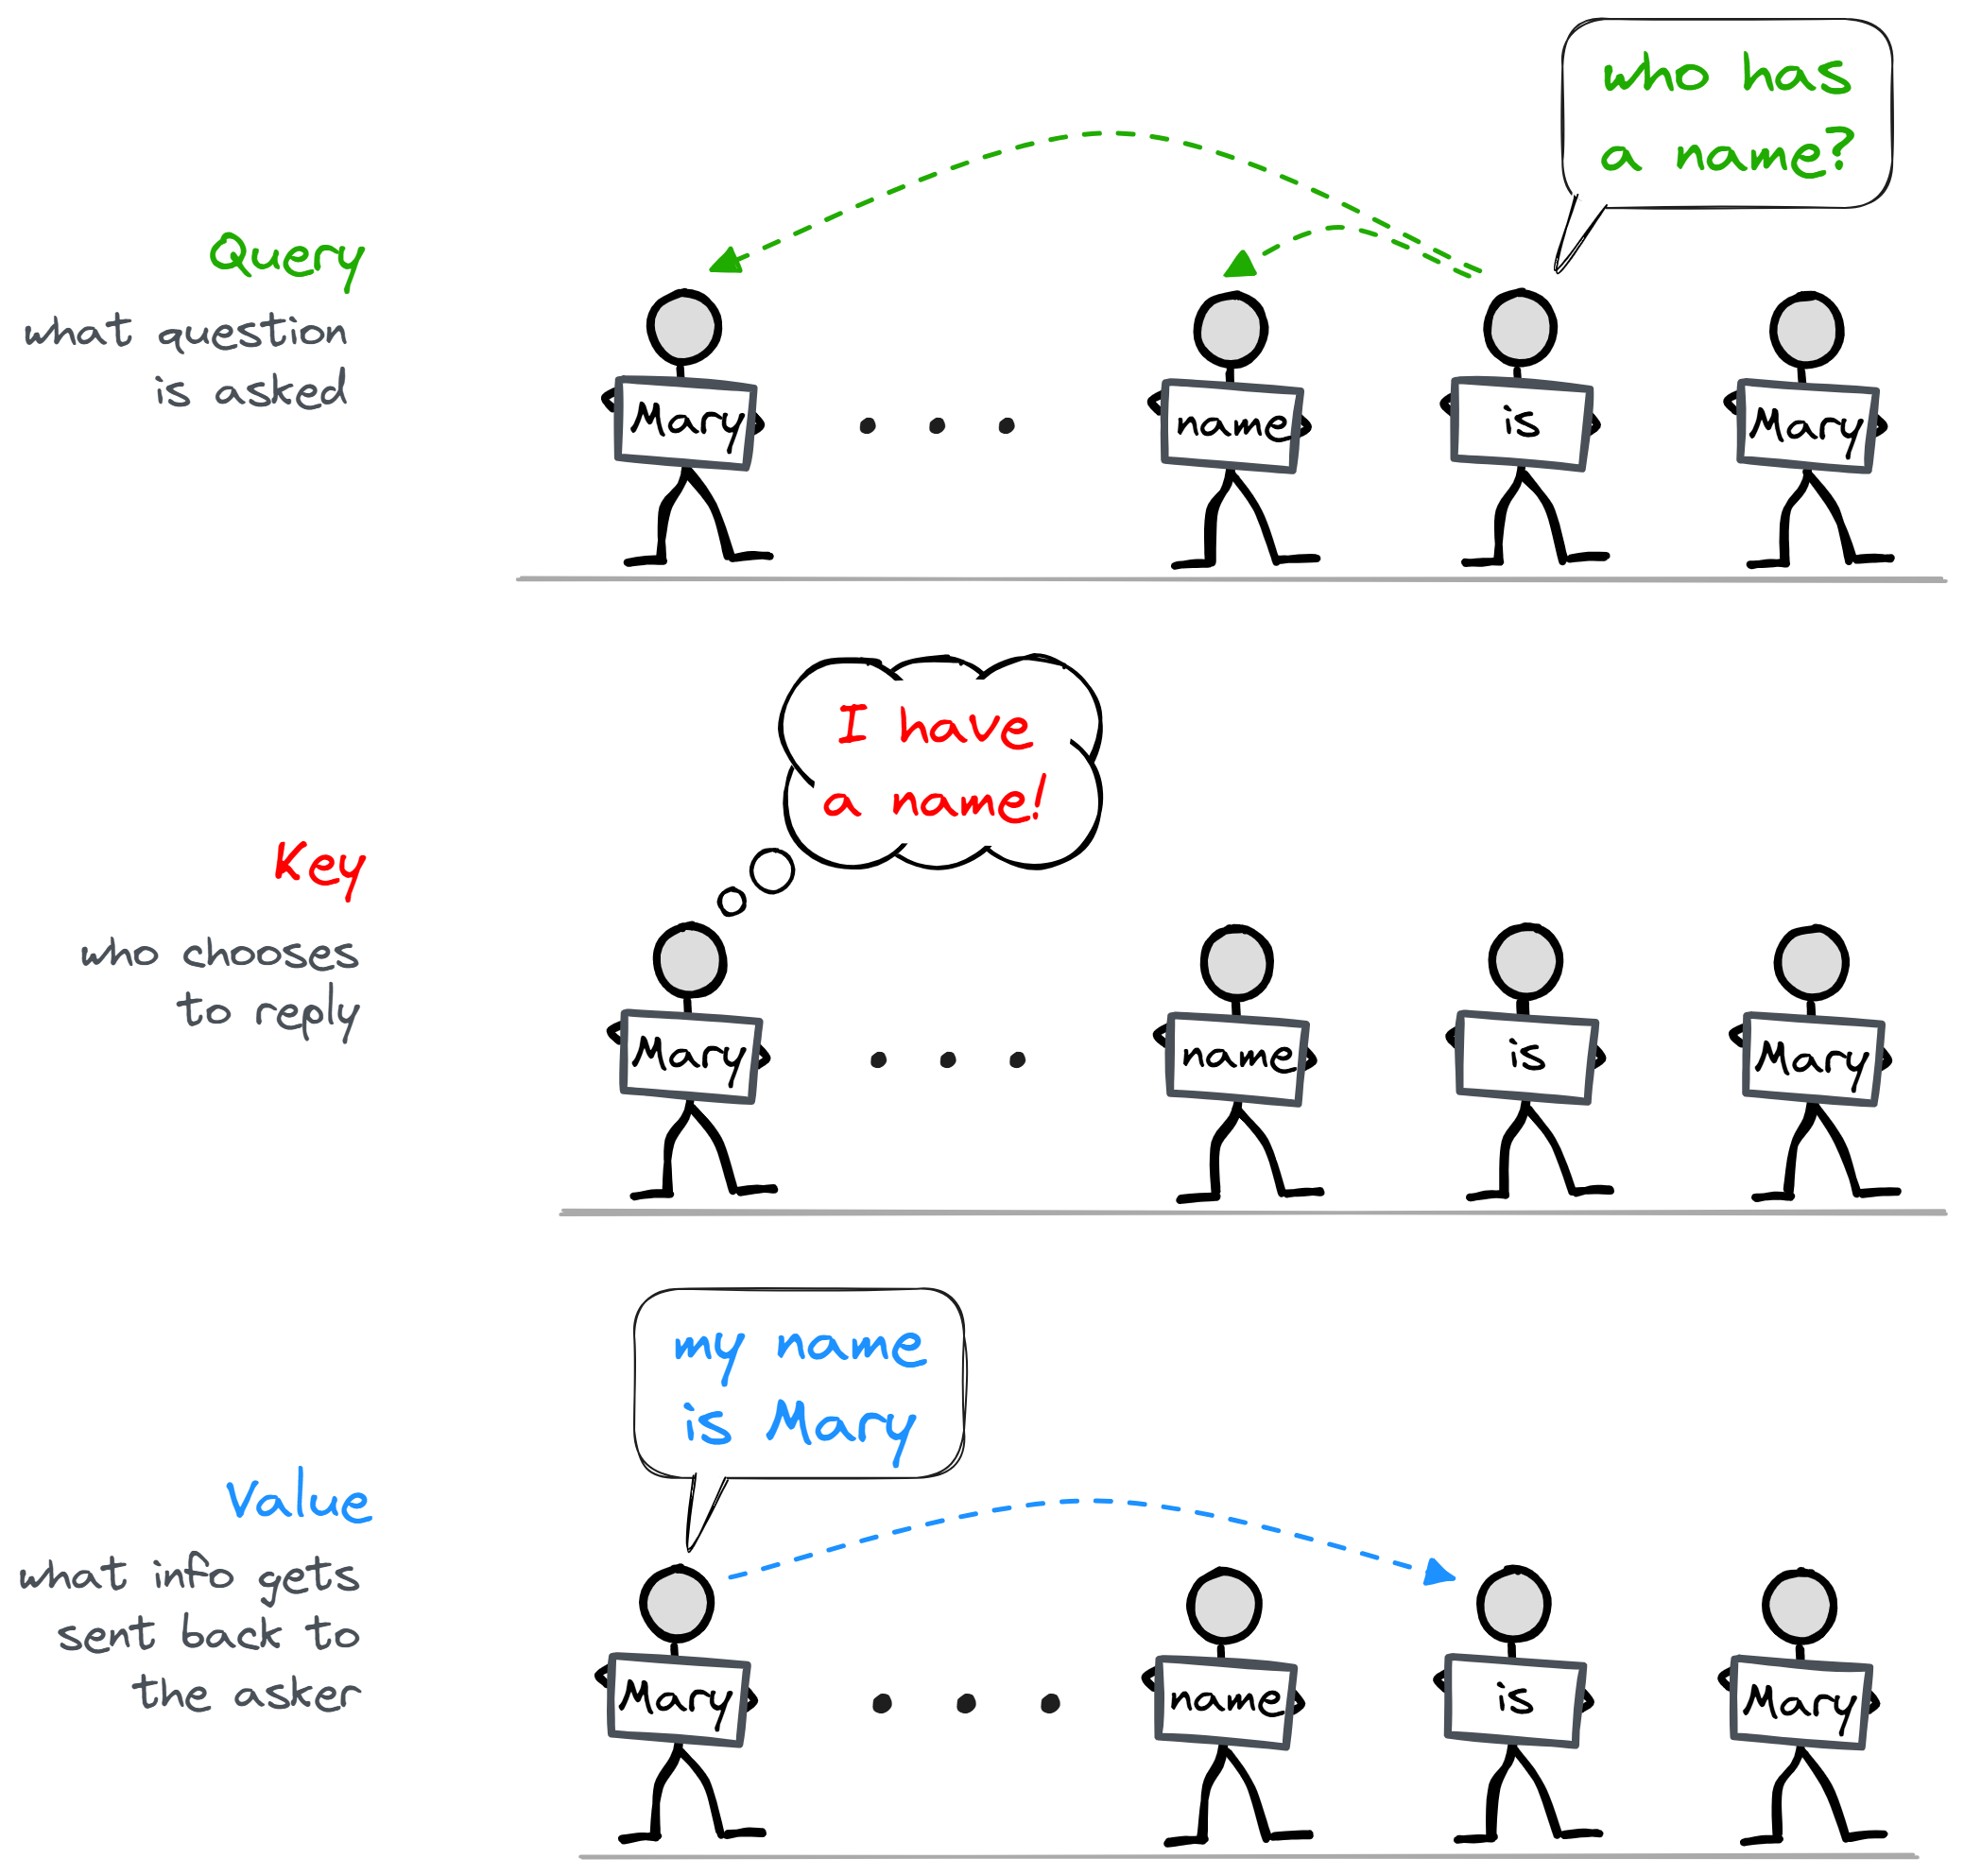 who has
a name?
Query
what question
is asked
Mary
name
is
Mary
I have
a name!
Key
who chooses
to reply
Mary
name
is
Mary
my name
is Mary
Value
what info gets
sent back to
the asker
Mary
name
is
Mary